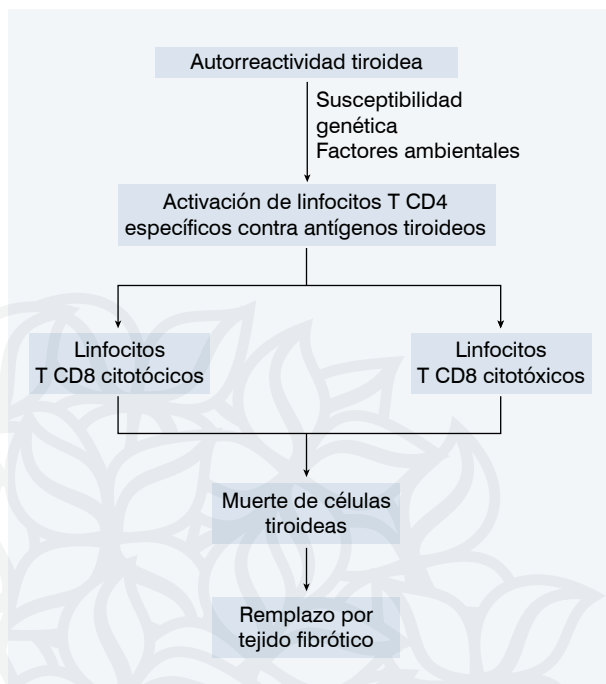 Autorreactividad tiroidea
Susceptibilidad
genética
Factores ambientales
Activación de linfocitos T CD4
específicos contra antígenos tiroideos
Linfocitos
T CD8 citotócicos
Linfocitos
T CD8 citotóxicos
Muerte de células
tiroideas
Remplazo por
tejido fibrótico